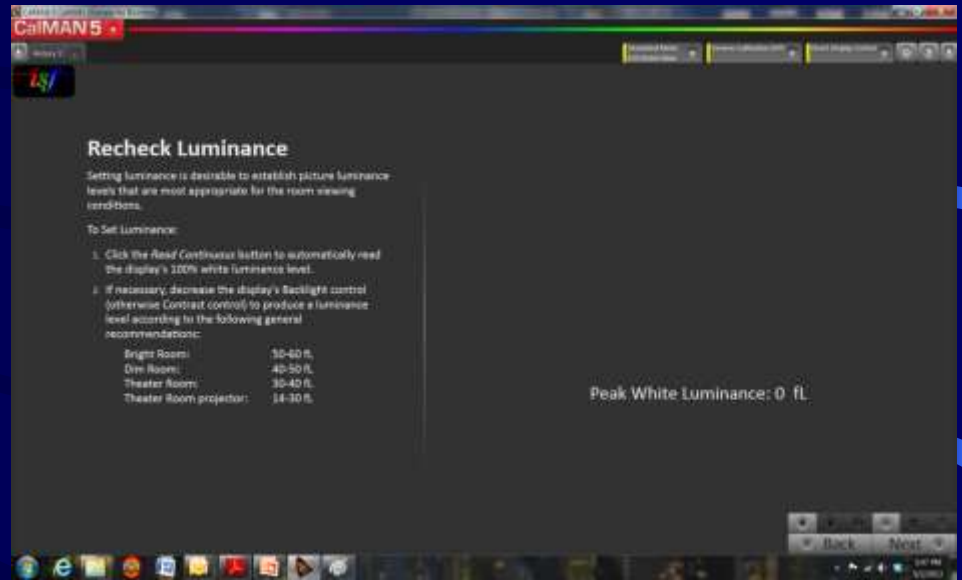 CalMAN 5
isf
Recheck Luminance
Setting luminance is desirable to establish picture luminance
levels that are most appropriate for the room viewing
conditions.
To Set Luminance:
1. Click the Read Continuous button to automatically read
the display's 100% white luminance level.
2. If necessary, decrease the display's Backlight control
(otherwise Contrast control) to produce a luminance
level according to the following general
recommendations:
Bright Room: 50-60 fL
Dim Room: 40-50 fL
Theater Room: 30-40 fL
Theater Room projector: 14-30 fL
Peak White Luminance: 0 fL
Back Next